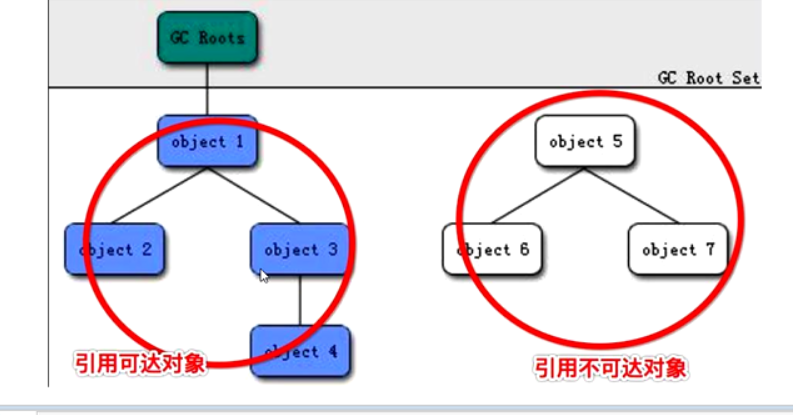 GC Roots
GC Root Set
object 1
object 5
object 2
object 3
object 6
object 7
object 4
引用可达对象
引用不可达对象